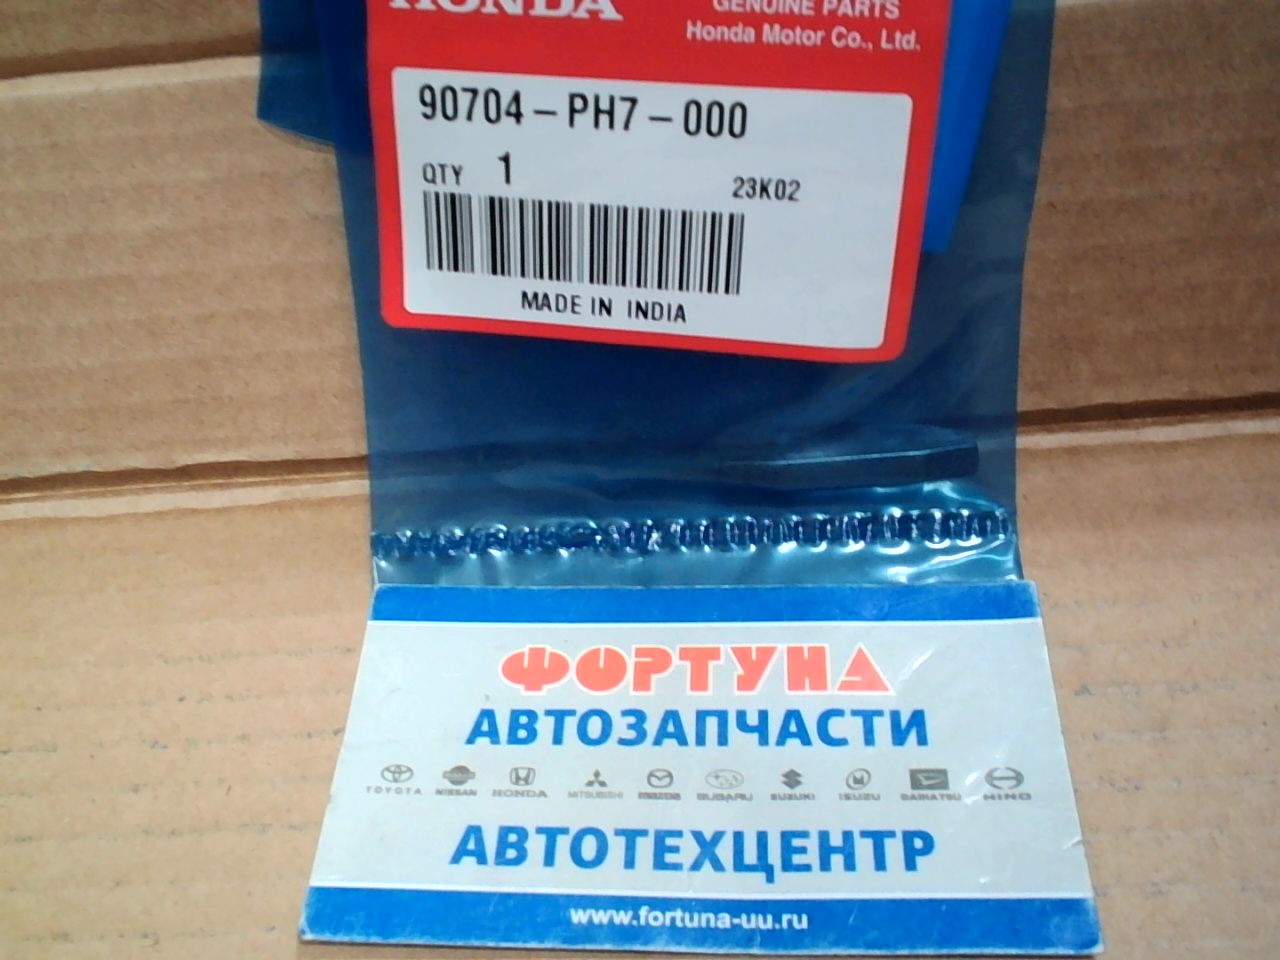 HONDA
GENUINE PARTS
Honda Motor Co., Ltd.
90704-PH7-000
QTY 1 23K02
MADE IN INDIA
ФОРТУНА
АВТОЗАПЧАСТИ
TOYOTA NISSAN HONDA MITSUBISHI mazda SUBARU SUZUKI ISUZU DAIHATSU HINO
АВТОТЕХЦЕНТР
www.fortuna-uu.ru